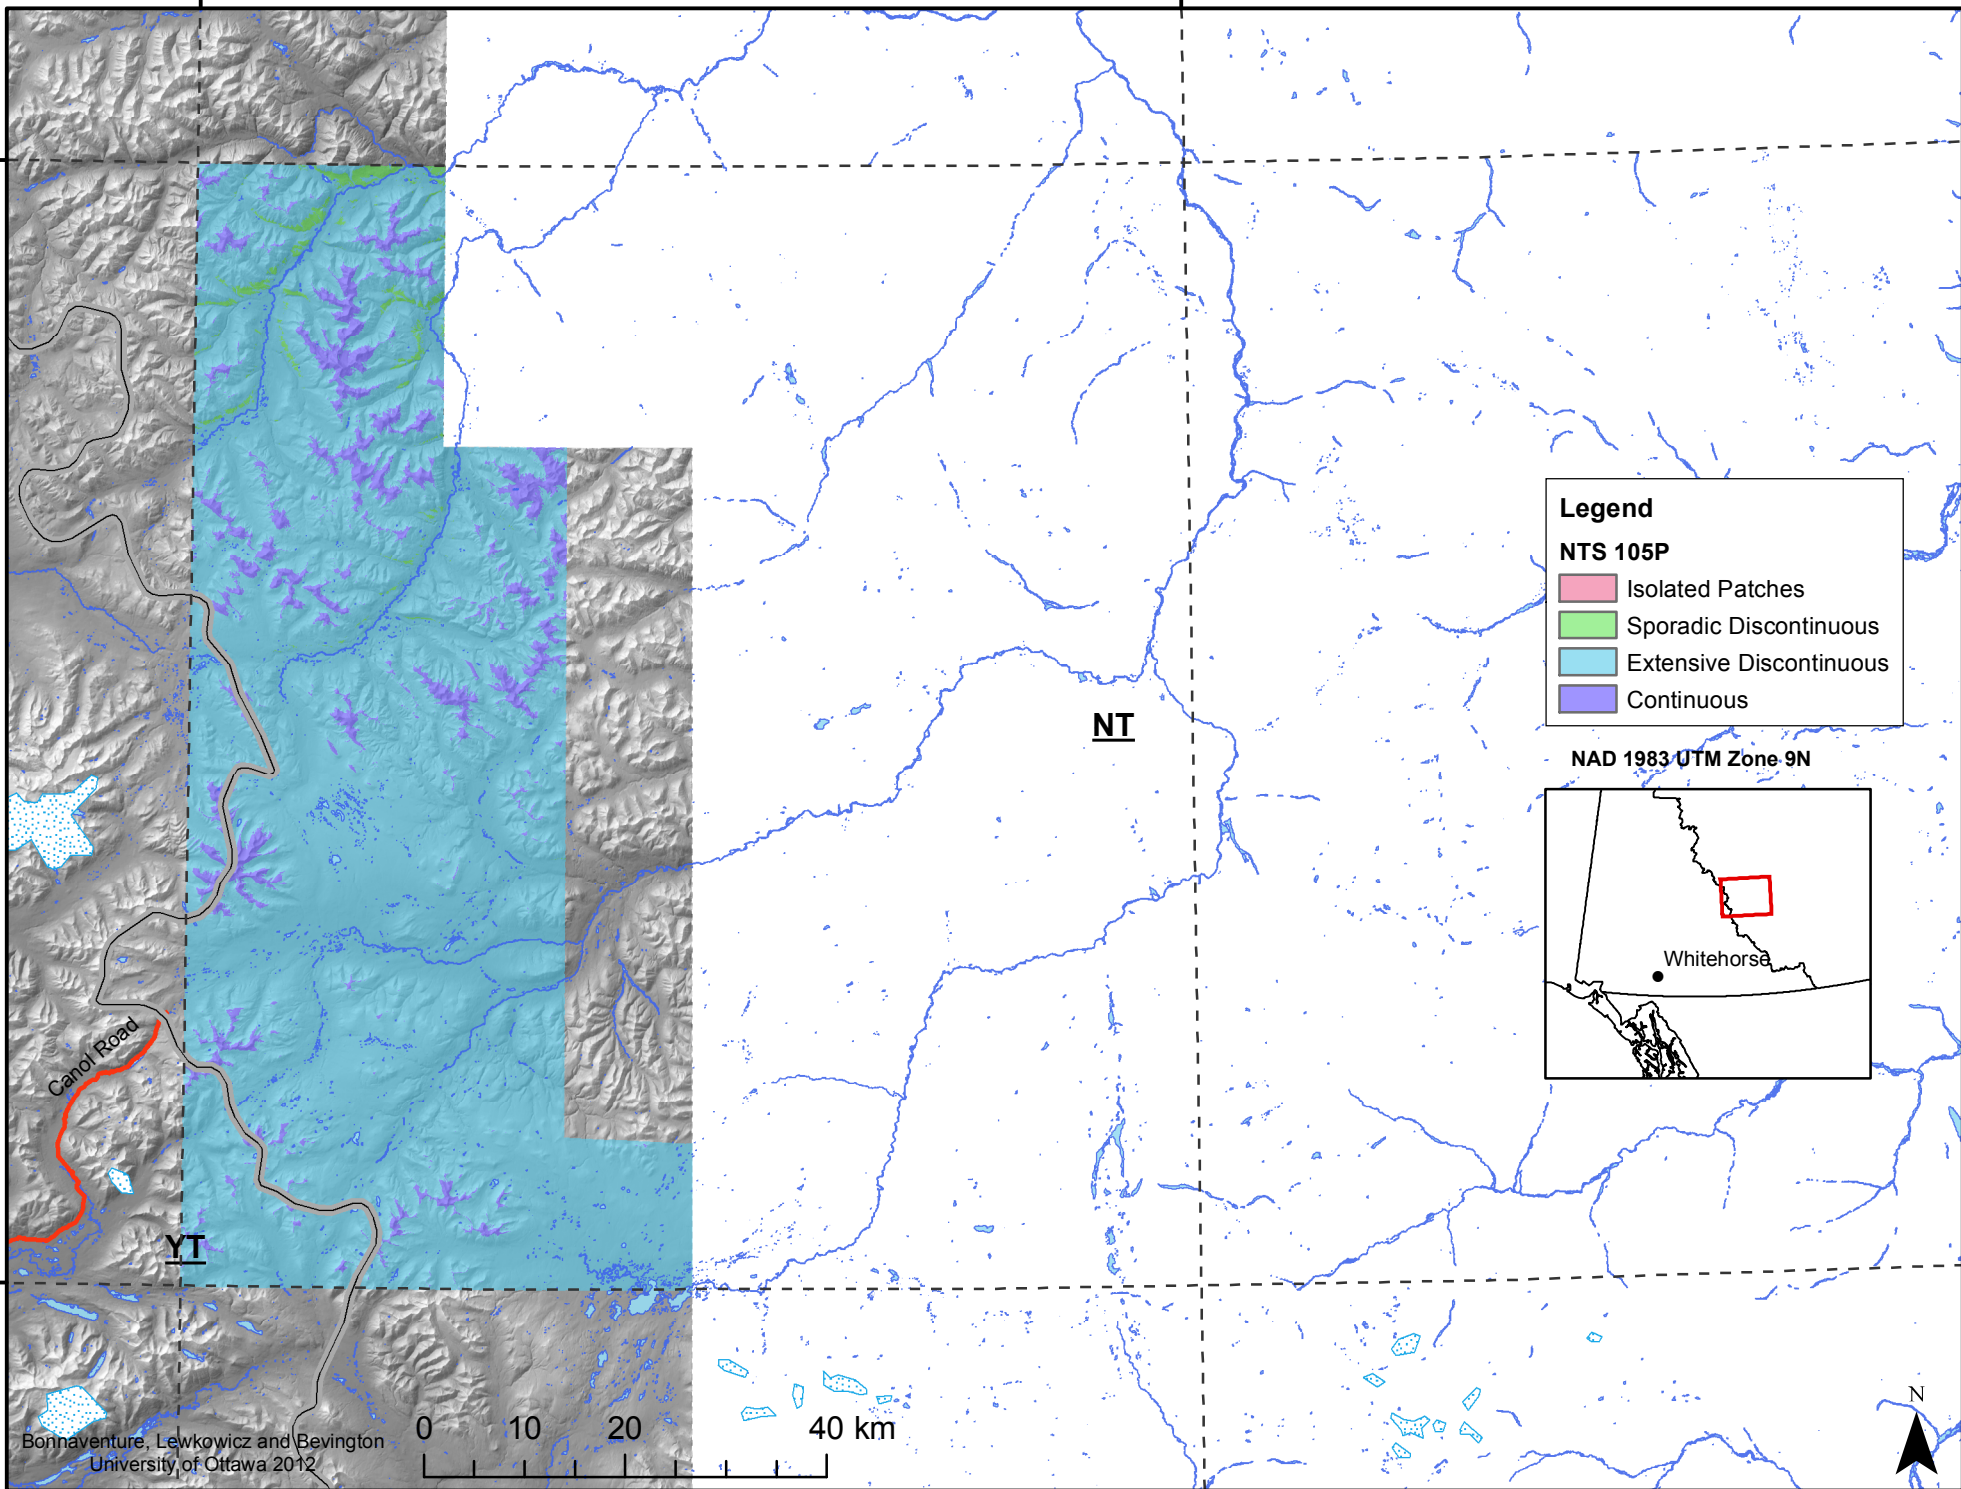 Legend
NTS 105P
Isolated Patches
Sporadic Discontinuous
Extensive Discontinuous
Continuous
NT
NAD 1983 UTM Zone 9N
Whitehorse
Canol Road
YT
0 10 20 40 km
N
Bonnaventure, Lewkowicz and Bevington
University of Ottawa 2012